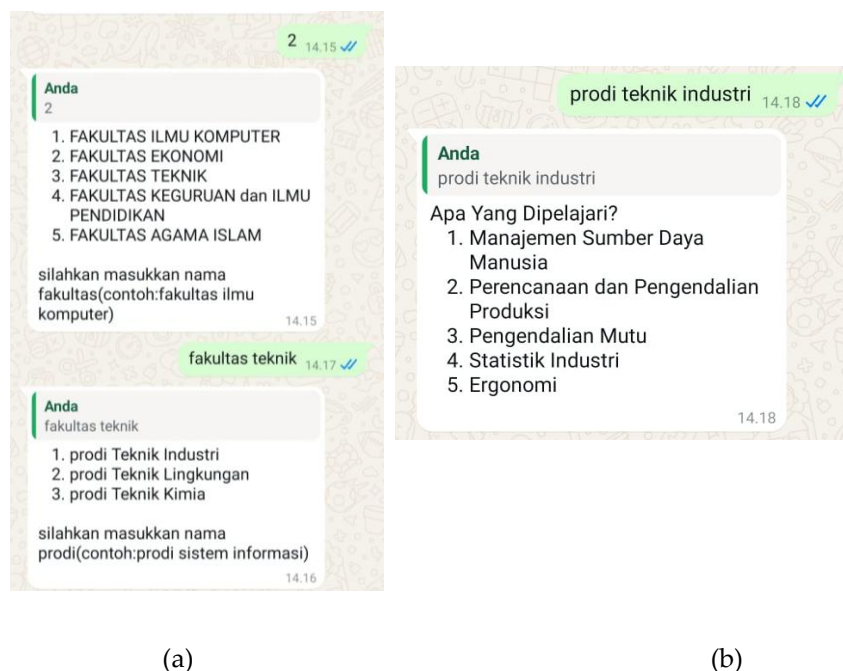 2 14.15
Anda
2
1. FAKULTAS ILMU KOMPUTER
2. FAKULTAS EKONOMI
3. FAKULTAS TEKNIK
4. FAKULTAS KEGURUAN dan ILMU
PENDIDIKAN
5. FAKULTAS AGAMA ISLAM
silahkan masukkan nama
fakultas(contoh:fakultas ilmu
komputer)
14.15
fakultas teknik 14.17
Anda
fakultas teknik
1. prodi Teknik Industri
2. prodi Teknik Lingkungan
3. prodi Teknik Kimia
silahkan masukkan nama
prodi(contoh:prodi sistem informasi)
14.16
(a)
prodi teknik industri 14.18
Anda
prodi teknik industri
Apa Yang Dipelajari?
1. Manajemen Sumber Daya
Manusia
2. Perencanaan dan Pengendalian
Produksi
3. Pengendalian Mutu
4. Statistik Industri
5. Ergonomi
14.18
(b)